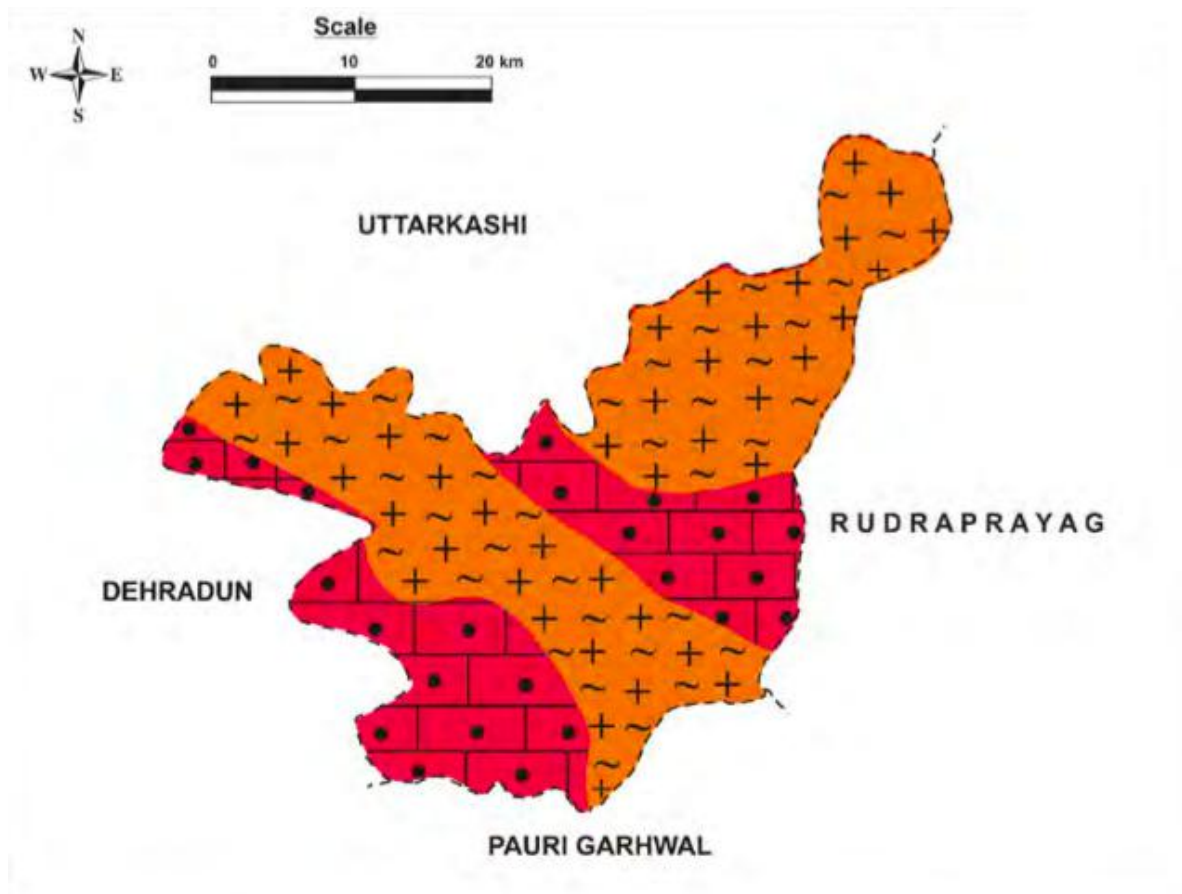 N
W E
S
Scale
0 10 20 km
UTTARKASHI
RUDRAPRAYAG
DEHRADUN
PAURI GARHWAL